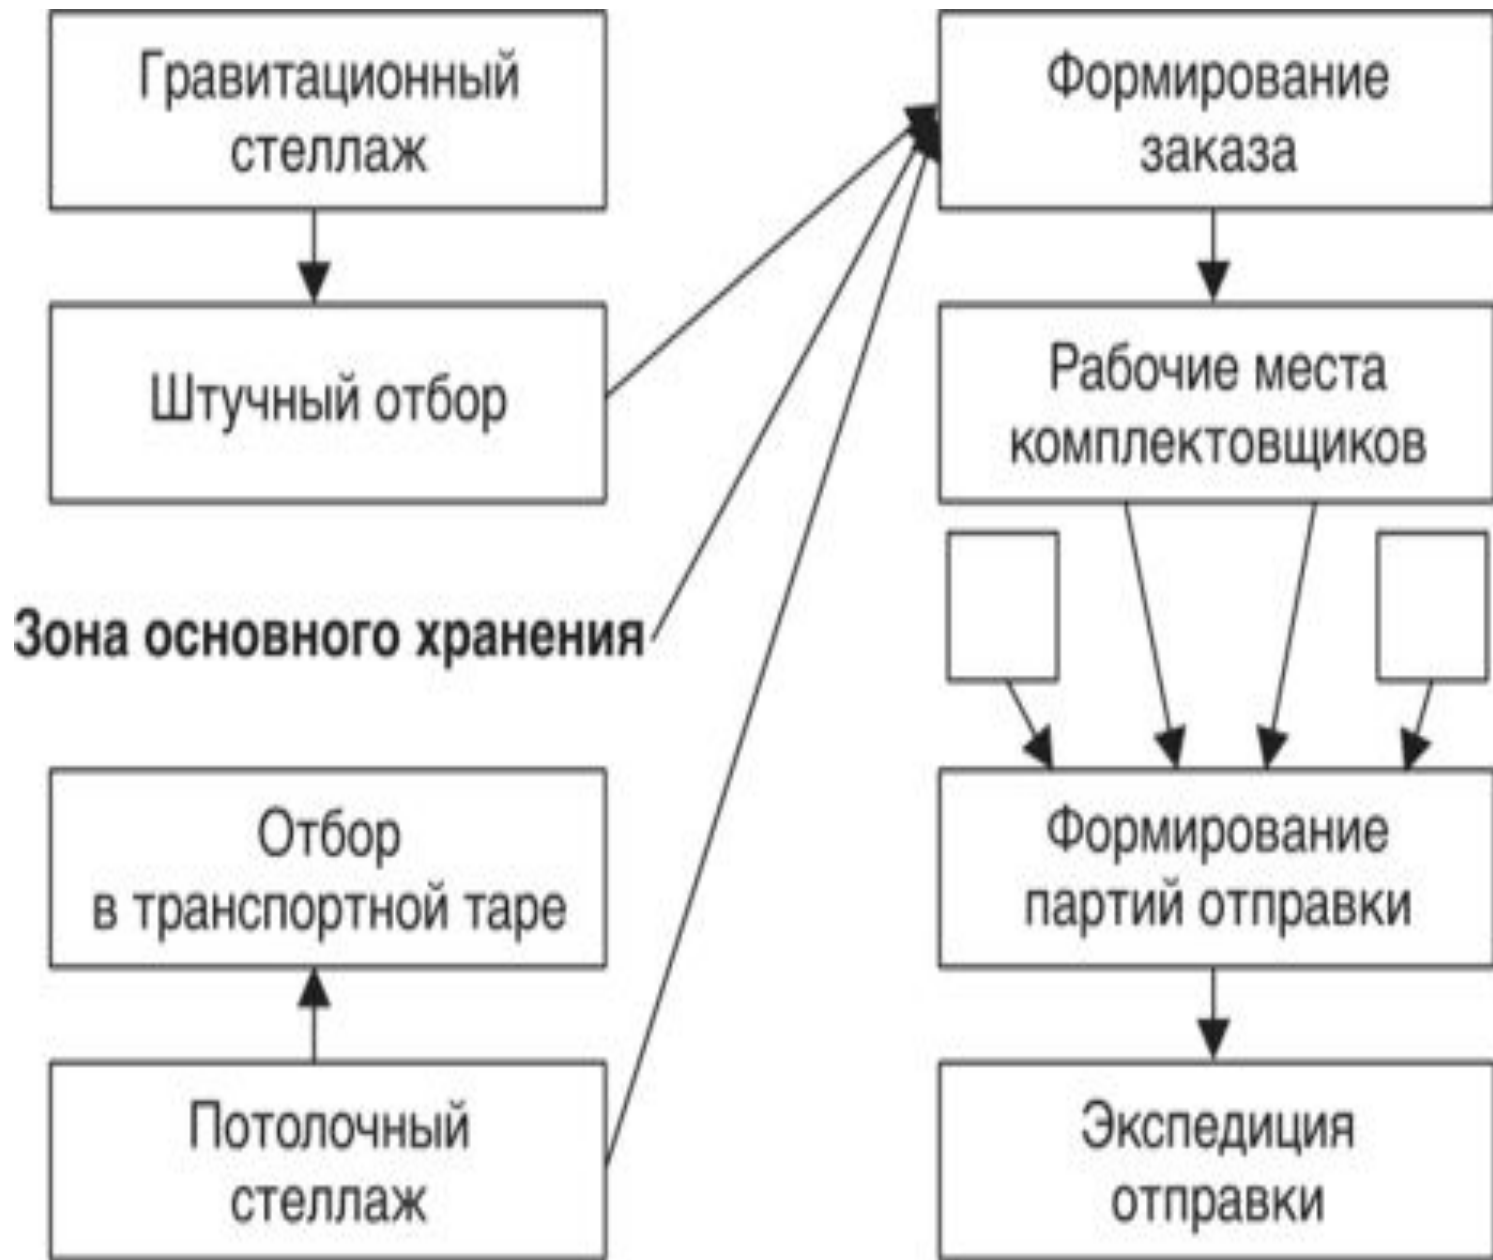 Гравитационный
стеллаж
Штучный отбор
Зона основного хранения
Отбор
в транспортной таре
Потолочный
стеллаж
Формирование
заказа
Рабочие места
комплектовщиков
Формирование
партий отправки
Экспедиция
отправки